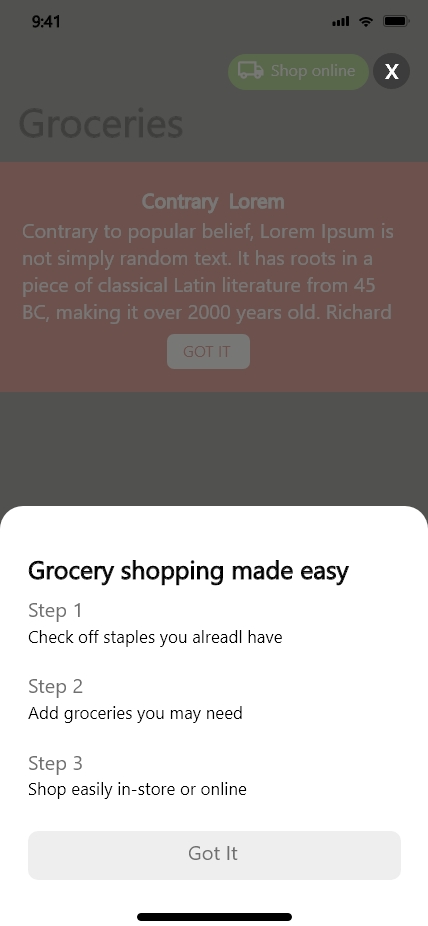 9:41
Shop online X
Groceries
Contrary Lorem
Contrary to popular belief, Lorem Ipsum is
not simply random text. It has roots in a
piece of classical Latin literature from 45
BC, making it over 2000 years old. Richard
GOT IT
Grocery shopping made easy
Step 1
Check off staples you alreadl have
Step 2
Add groceries you may need
Step 3
Shop easily in-store or online
Got It